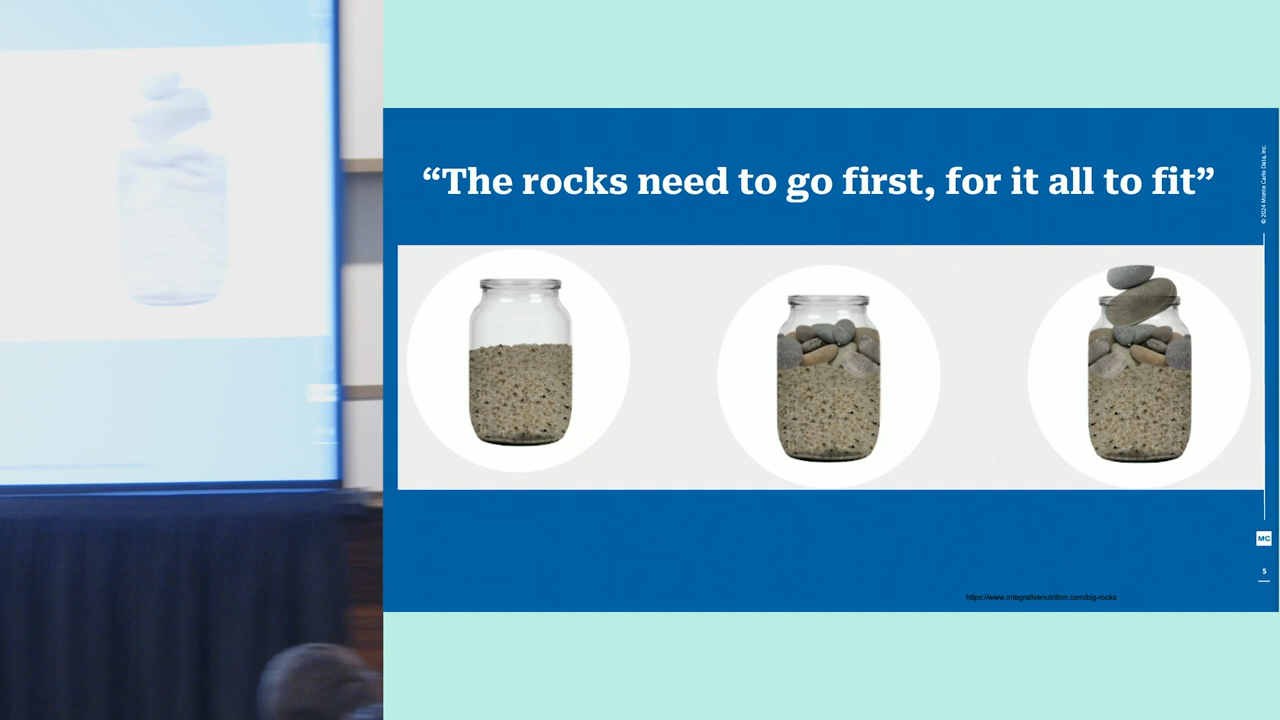 “The rocks need to go first, for it all to fit”
© 2024 Monte Carlo Data, Inc.
MC
5
https://www.integrativenutrition.com/big-rocks